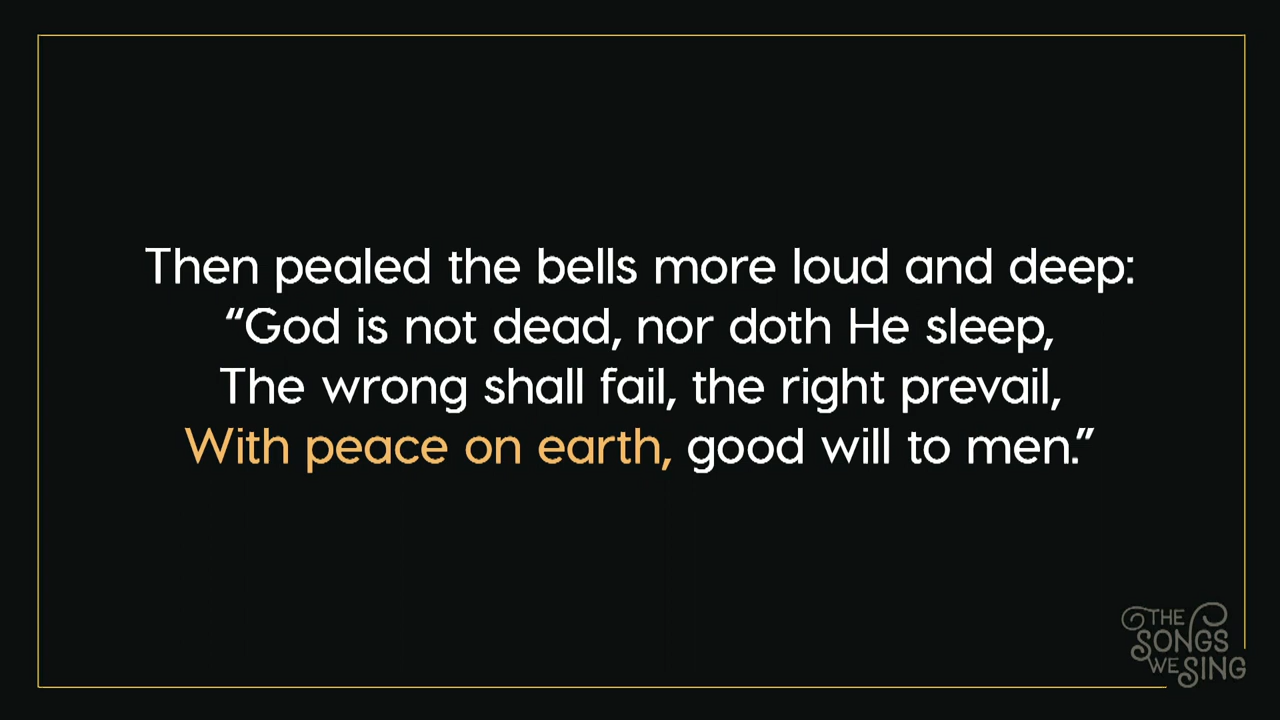 Then pealed the bells more loud and deep:
“God is not dead, nor doth He sleep,
The wrong shall fail, the right prevail,
With peace on earth, good will to men.”
THE
SONGS
WE SING